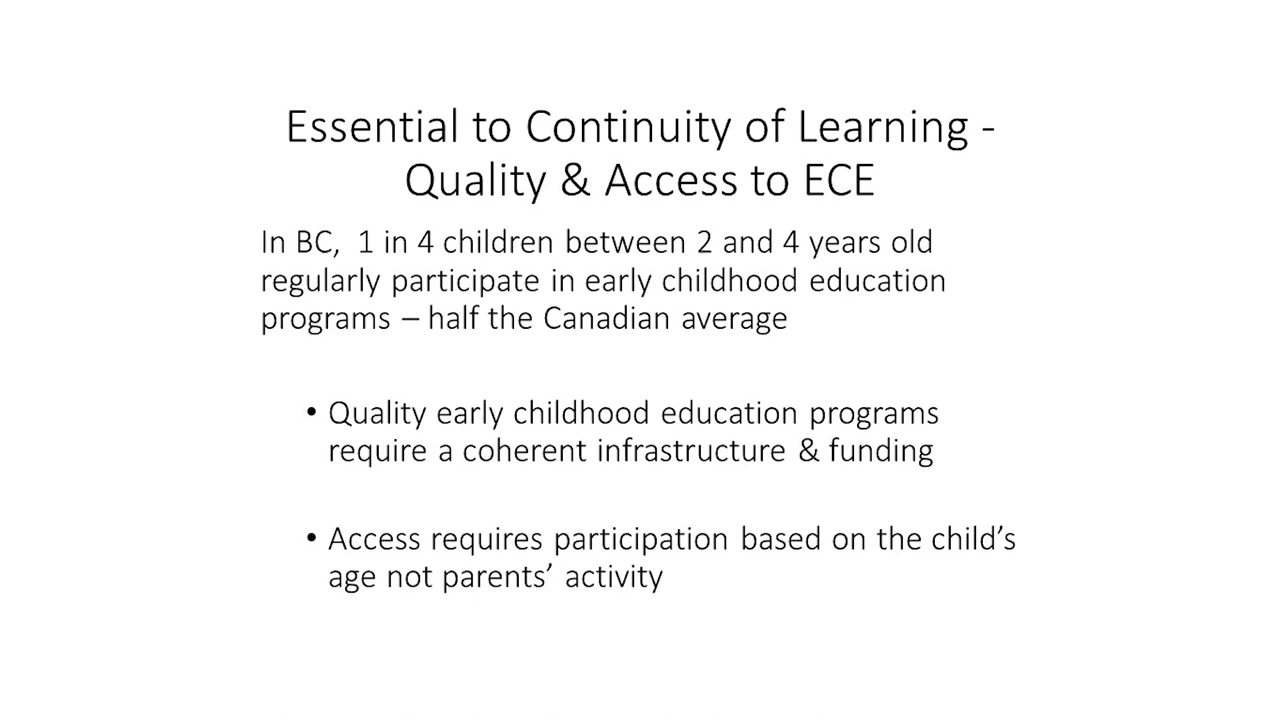 Essential to Continuity of Learning -
Quality & Access to ECE
In BC,  1 in 4 children between 2 and 4 years old
regularly participate in early childhood education
programs – half the Canadian average
• Quality early childhood education programs
require a coherent infrastructure & funding
• Access requires participation based on the child’s
age not parents’ activity